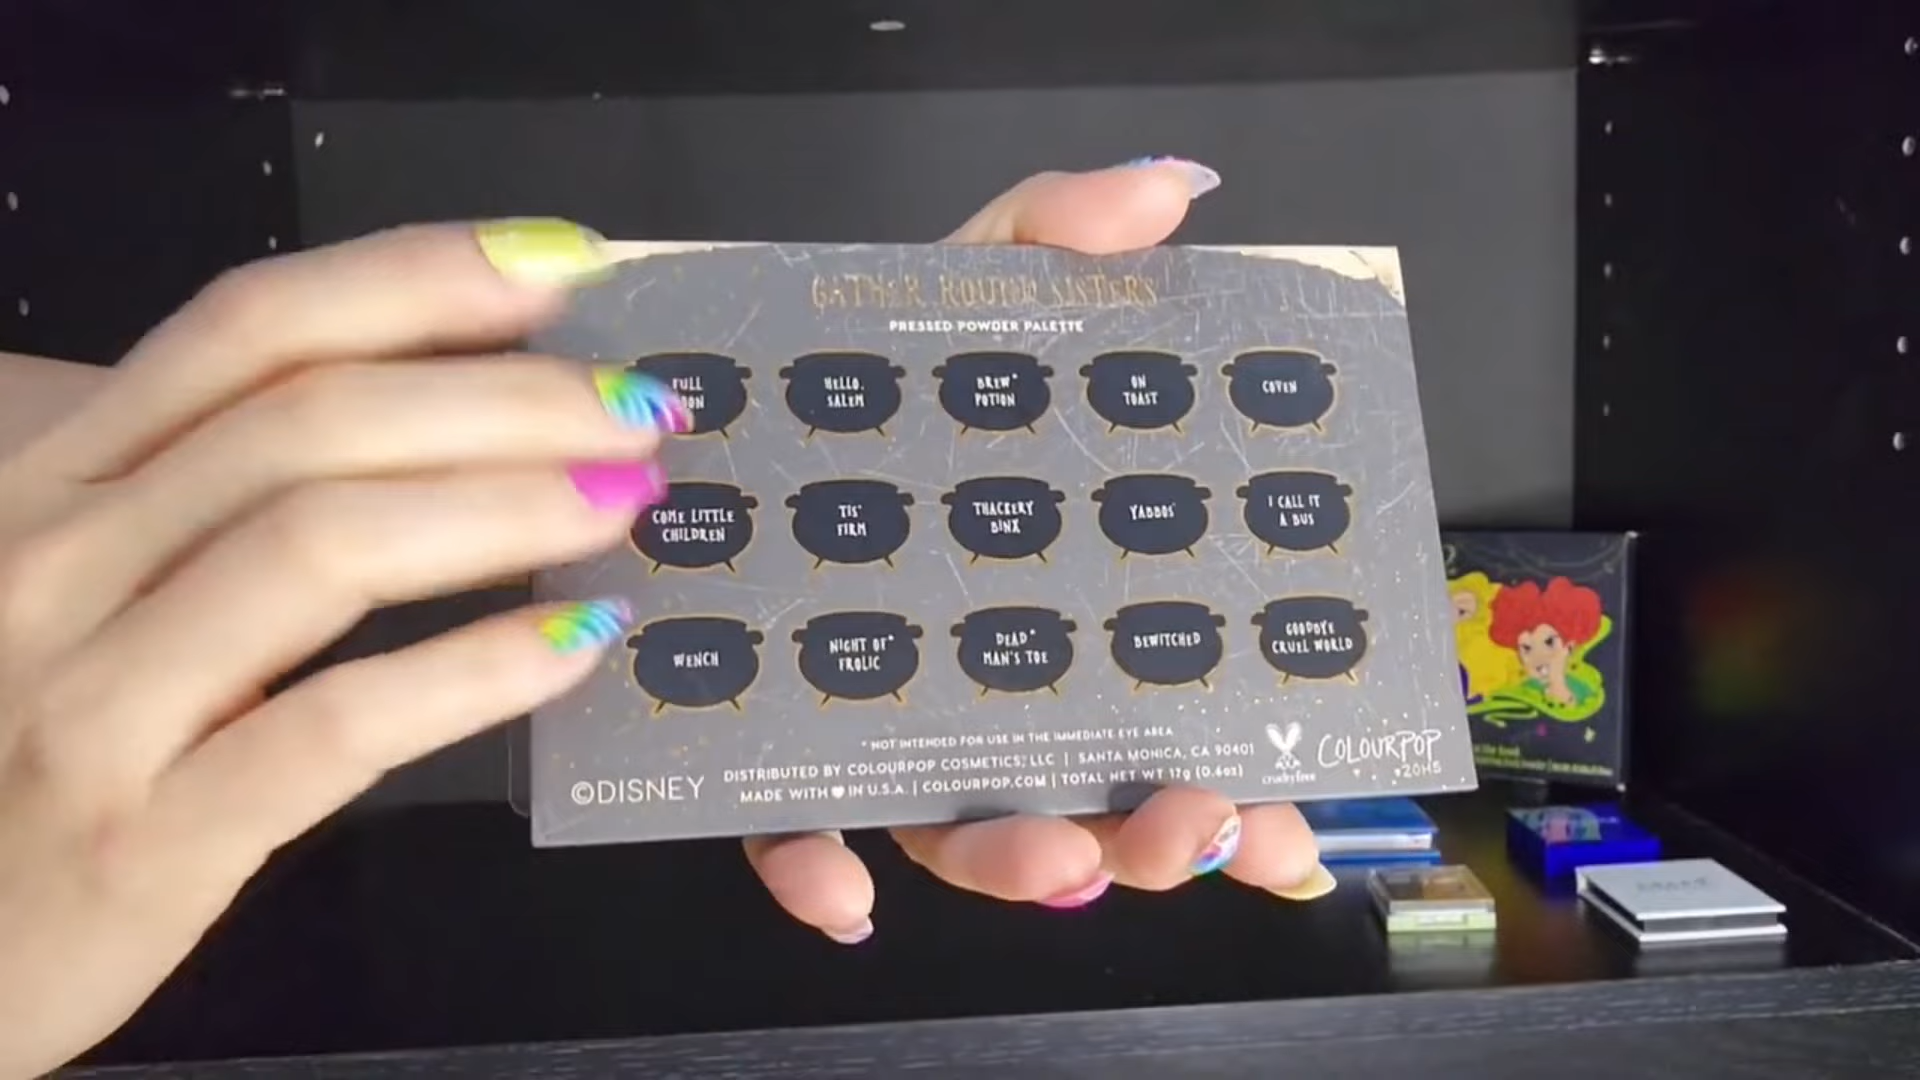 GATHER ROUND SISTERS
PRESSED POWDER PALETTE
FULL
HELLO,
SALEM
BREW*
POTION
ON
TOAST
COVEN
COME LITTLE
CHILDREN
TIS'
FIRM
THACKERY
BINX
YABBOS
I CALL IT
A BUS
WENCH
NIGHT OF*
FROLIC
DEAD*
MAN'S TOE
BEWITCHED
GOODBYE
CRUEL WORLD
* NOT INTENDED FOR USE IN THE IMMEDIATE EYE AREA
©DISNEY
DISTRIBUTED BY COLOURPOP COSMETICS, LLC | SANTA MONICA, CA 90401
MADE WITH ♥ IN U.S.A. | COLOURPOP.COM | TOTAL NET WT 17g (0.6oz)
crueltyfree
COLOURPOP
20H5